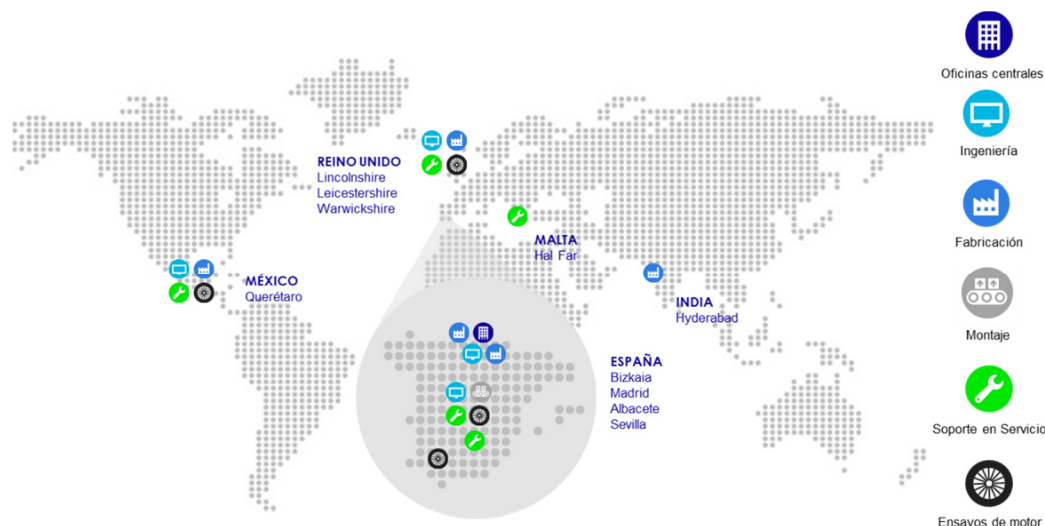 REINO UNIDO
Lincolnshire
Leicestershire
Warwickshire
MALTA
Hal Far
MÉXICO
Querétaro
INDIA
Hyderabad
ESPAÑA
Bizkaia
Madrid
Albacete
Sevilla
Oficinas centrales
Ingeniería
Fabricación
Montaje
Soporte en Servicio
Ensayos de motor